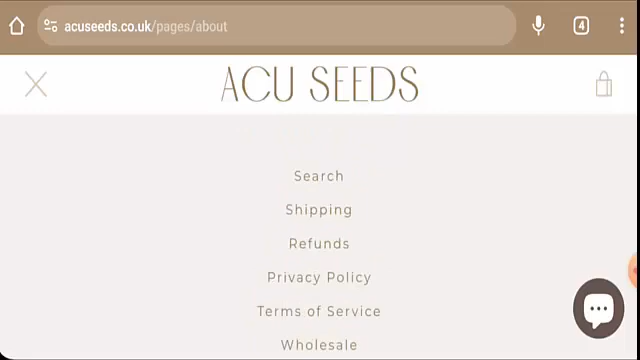 acuseeds.co.uk/pages/about
4
ACU SEEDS
Search
Shipping
Refunds
Privacy Policy
Terms of Service
Wholesale